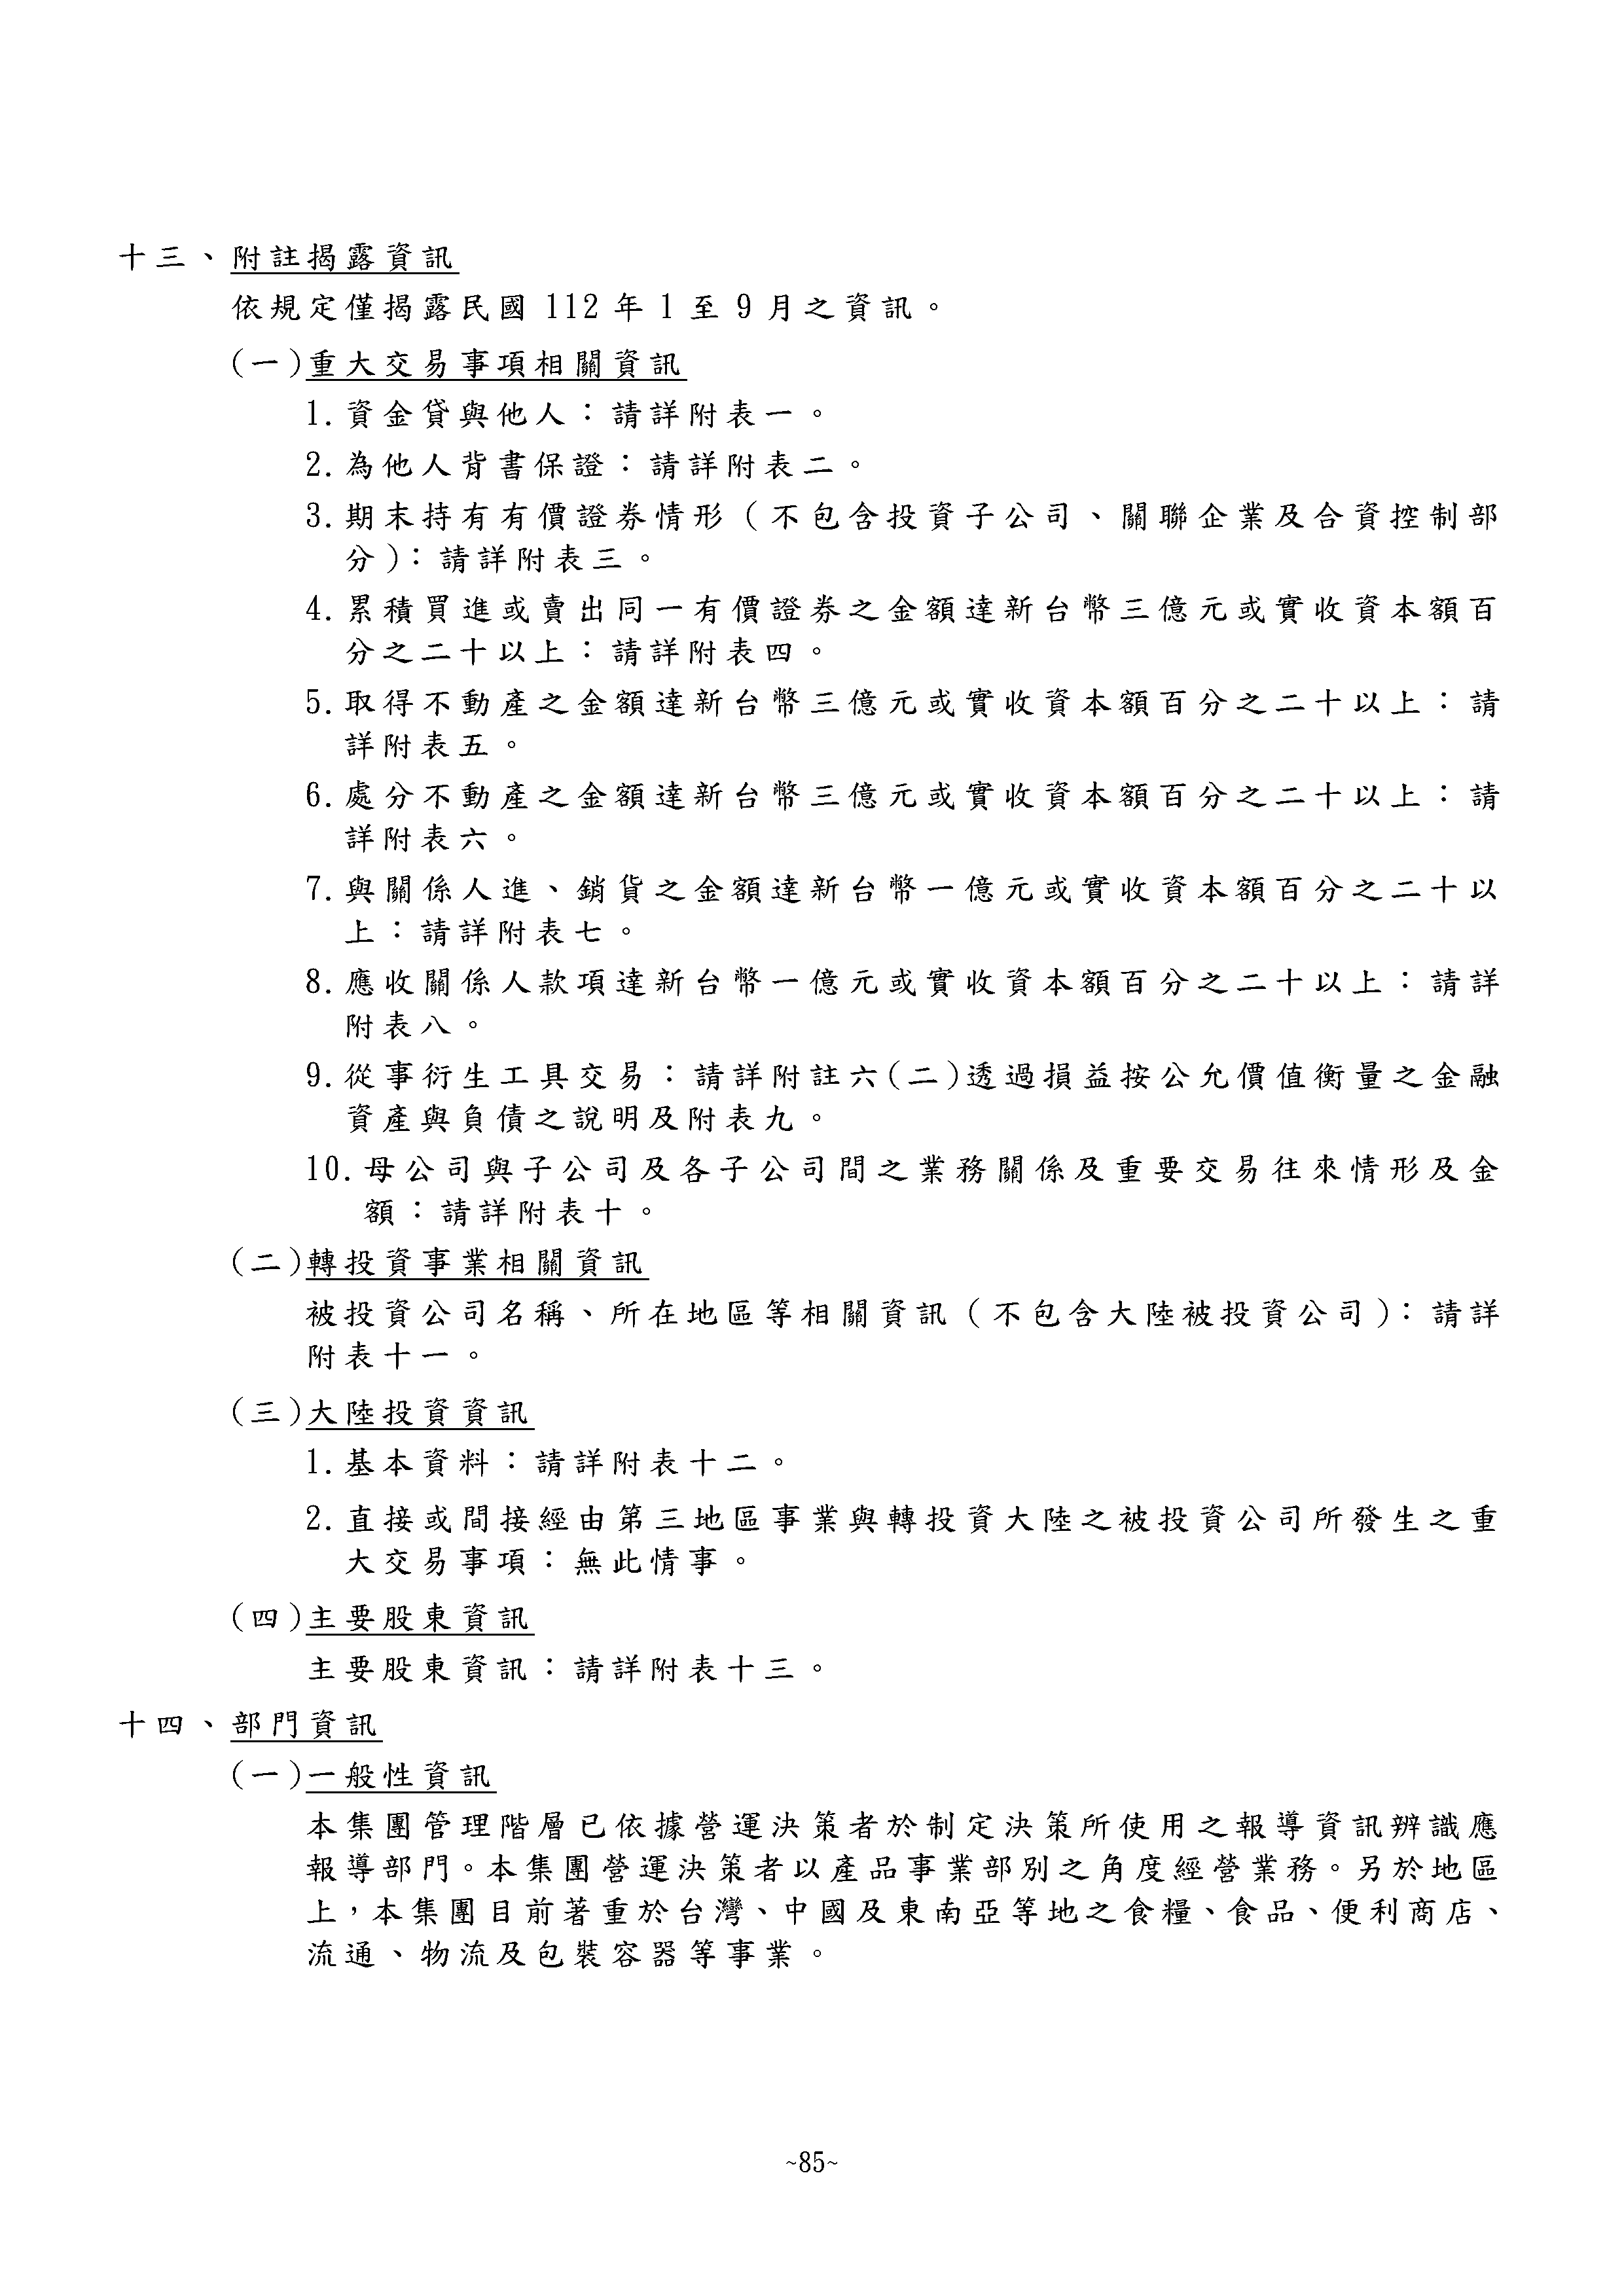 十三、附註揭露資訊
依規定僅揭露民國 112 年 1 至 9 月之資訊。
(一)重大交易事項相關資訊
1.資金貸與他人：請詳附表一。
2.為他人背書保證：請詳附表二。
3.期末持有有價證券情形（不包含投資子公司、關聯企業及合資控制部
分）：請詳附表三。
4.累積買進或賣出同一有價證券之金額達新台幣三億元或實收資本額百
分之二十以上：請詳附表四。
5.取得不動產之金額達新台幣三億元或實收資本額百分之二十以上：請
詳附表五。
6.處分不動產之金額達新台幣三億元或實收資本額百分之二十以上：請
詳附表六。
7.與關係人進、銷貨之金額達新台幣一億元或實收資本額百分之二十以
上：請詳附表七。
8.應收關係人款項達新台幣一億元或實收資本額百分之二十以上：請詳
附表八。
9.從事衍生工具交易：請詳附註六(二)透過損益按公允價值衡量之金融
資產與負債之說明及附表九。
10.母公司與子公司及各子公司間之業務關係及重要交易往來情形及金
額：請詳附表十。
(二)轉投資事業相關資訊
被投資公司名稱、所在地區等相關資訊（不包含大陸被投資公司）：請詳
附表十一。
(三)大陸投資資訊
1.基本資料：請詳附表十二。
2.直接或間接經由第三地區事業與轉投資大陸之被投資公司所發生之重
大交易事項：無此情事。
(四)主要股東資訊
主要股東資訊：請詳附表十三。
十四、部門資訊
(一)一般性資訊
本集團管理階層已依據營運決策者於制定決策所使用之報導資訊辨識應
報導部門。本集團營運決策者以產品事業部別之角度經營業務。另於地區
上，本集團目前著重於台灣、中國及東南亞等地之食糧、食品、便利商店、
流通、物流及包裝容器等事業。
~85~